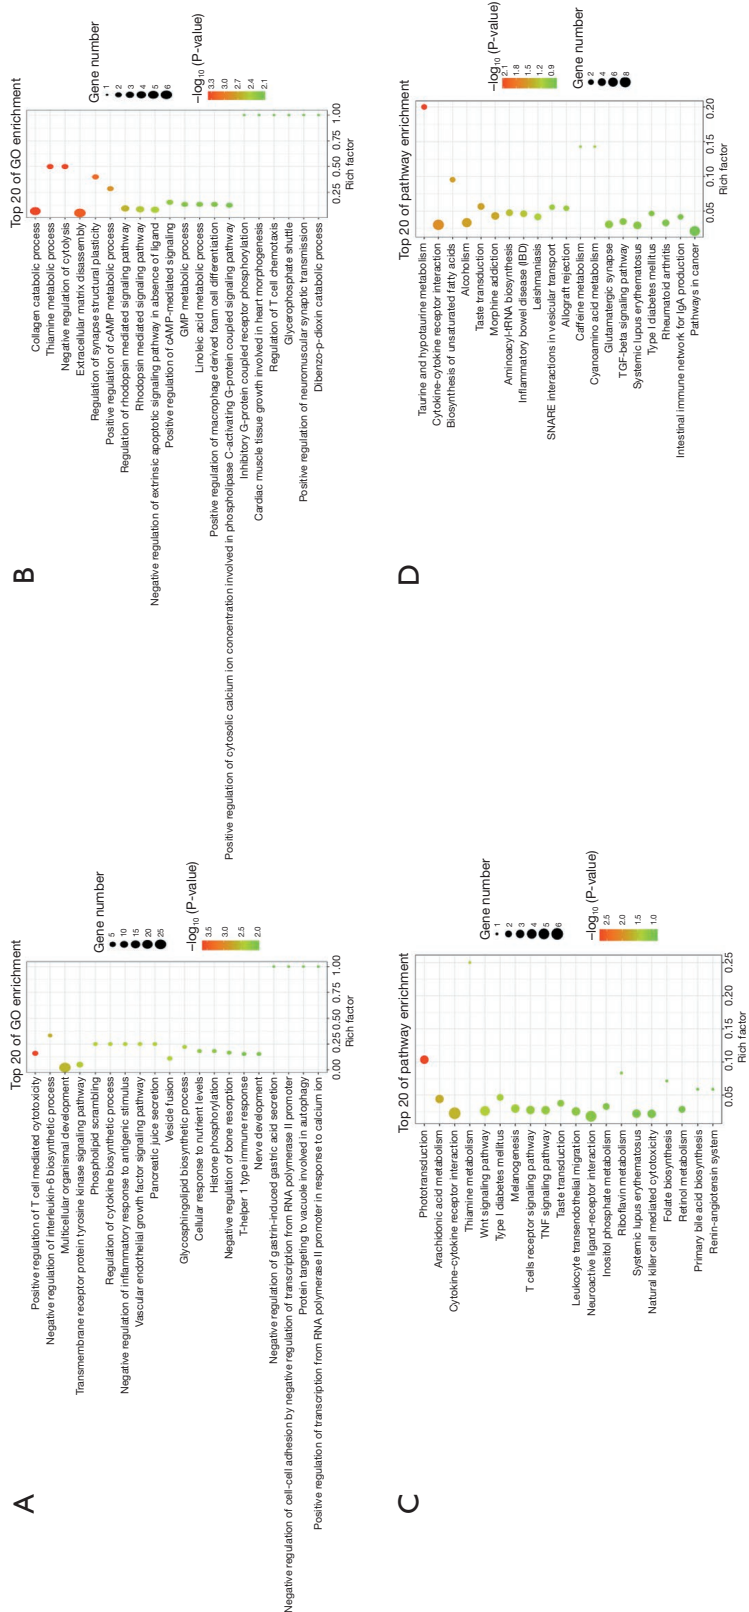 A
Top 20 of GO enrichment
Positive regulation of T cell mediated cytotoxicity
Negative regulation of interleukin-6 biosynthetic process
Multicellular organismal development
Transmembrane receptor protein tyrosine kinase signaling pathway
Phospholipid scrambling
Regulation of cytokine biosynthetic process
Negative regulation of inflammatory response to antigenic stimulus
Vascular endothelial growth factor signaling pathway
Pancreatic juice secretion
Vesicle fusion
Glycosphingolipid biosynthetic process
Cellular response to nutrient levels
Histone phosphorylation
Negative regulation of bone resorption
T-helper 1 type immune response
Nerve development
Negative regulation of gastrin-induced gastric acid secretion
Negative regulation of cell-cell adhesion by negative regulation of transcription from RNA polymerase II promoter
Protein targeting to vacuole involved in autophagy
Positive regulation of transcription from RNA polymerase II promoter in response to calcium ion
0.00 0.25 0.50 0.75 1.00
Rich factor
Gene number
5
10
15
20
25
−log10 (P-value)
3.5
3.0
2.5
2.0
B
Top 20 of GO enrichment
Collagen catabolic process
Thiamine metabolic process
Negative regulation of cytolysis
Extracellular matrix disassembly
Regulation of synapse structural plasticity
Positive regulation of cAMP metabolic process
Regulation of rhodopsin mediated signaling pathway
Rhodopsin mediated signaling pathway
Negative regulation of extrinsic apoptotic signaling pathway in absence of ligand
Positive regulation of cAMP-mediated signaling
GMP metabolic process
Linoleic acid metabolic process
Positive regulation of macrophage derived foam cell differentiation
Positive regulation of cytosolic calcium ion concentration involved in phospholipase C-activating G-protein coupled signaling pathway
Inhibitory G-protein coupled receptor phosphorylation
Cardiac muscle tissue growth involved in heart morphogenesis
Regulation of T cell chemotaxis
Glycerophosphate shuttle
Positive regulation of neuromuscular synaptic transmission
Dibenzo-p-dioxin catabolic process
0.25 0.50 0.75 1.00
Rich factor
Gene number
1
2
3
4
5
6
−log10 (P-value)
3.3
3.0
2.7
2.4
2.1
C
Top 20 of pathway enrichment
Phototransduction
Arachidonic acid metabolism
Cytokine-cytokine receptor interaction
Thiamine metabolism
Wnt signaling pathway
Type I diabetes mellitus
Melanogenesis
T cells receptor signaling pathway
TNF signaling pathway
Taste transduction
Leukocyte transendothelial migration
Neuroactive ligand-receptor interaction
Inositol phosphate metabolism
Riboflavin metabolism
Systemic lupus erythematosus
Natural killer cell mediated cytotoxicity
Folate biosynthesis
Retinol metabolism
Primary bile acid biosynthesis
Renin-angiotensin system
0.05 0.10 0.15 0.20 0.25
Rich factor
Gene number
1
2
3
4
5
6
−log10 (P-value)
2.5
2.0
1.5
1.0
D
Top 20 of pathway enrichment
Taurine and hypotaurine metabolism
Cytokine-cytokine receptor interaction
Biosynthesis of unsaturated fatty acids
Alcoholism
Taste transduction
Morphine addiction
Aminoacyl-tRNA biosynthesis
Inflammatory bowel disease (IBD)
Leishmaniasis
SNARE interactions in vesicular transport
Allograft rejection
Caffeine metabolism
Cyanoamino acid metabolism
Glutamatergic synapse
TGF-beta signaling pathway
Systemic lupus erythematosus
Type I diabetes mellitus
Rheumatoid arthritis
Intestinal immune network for IgA production
Pathways in cancer
0.05 0.10 0.15 0.20
Rich factor
−log10 (P-value)
2.1
1.8
1.5
1.2
0.9
Gene number
2
4
6
8